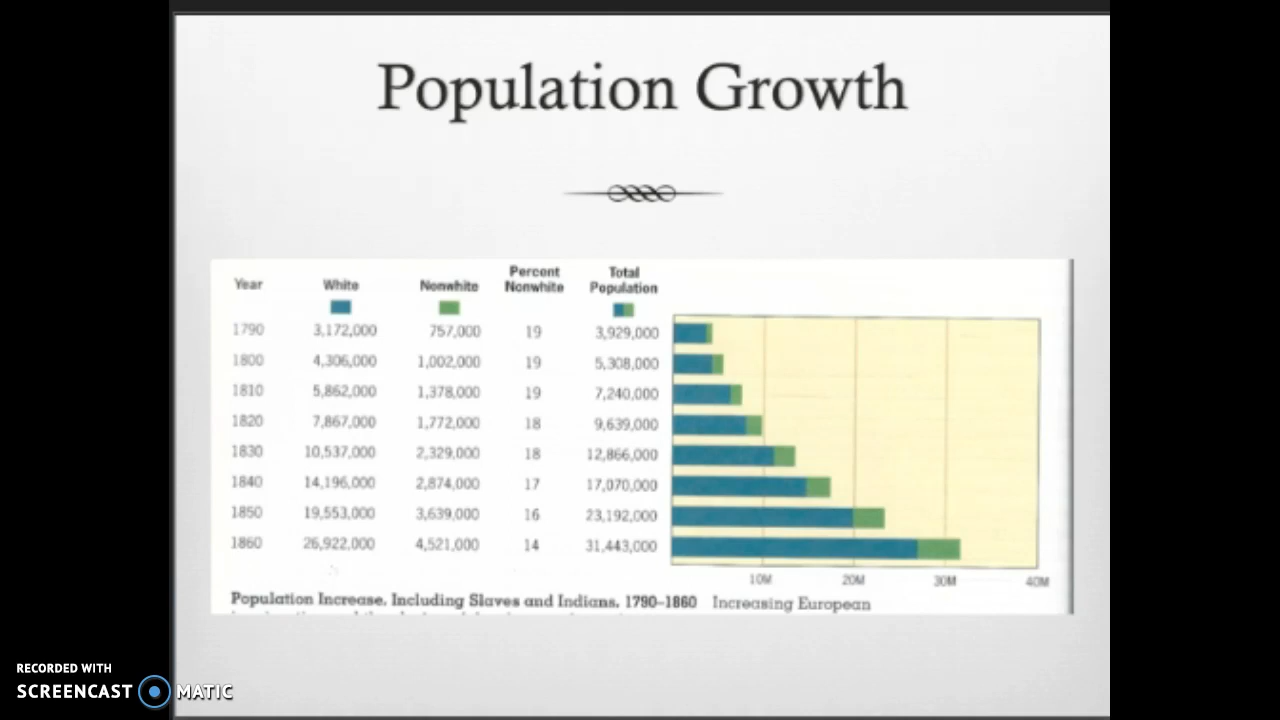 Population Growth
Year White Nonwhite Percent Nonwhite Total Population
1790 3,172,000 757,000 19 3,929,000
1800 4,306,000 1,002,000 19 5,308,000
1810 5,862,000 1,378,000 19 7,240,000
1820 7,867,000 1,772,000 18 9,639,000
1830 10,537,000 2,329,000 18 12,866,000
1840 14,196,000 2,874,000 17 17,070,000
1850 19,553,000 3,639,000 16 23,192,000
1860 26,922,000 4,521,000 14 31,443,000
10M 20M 30M 40M
Population Increase, Including Slaves and Indians, 1790–1860 Increasing European
RECORDED WITH
SCREENCAST MATIC